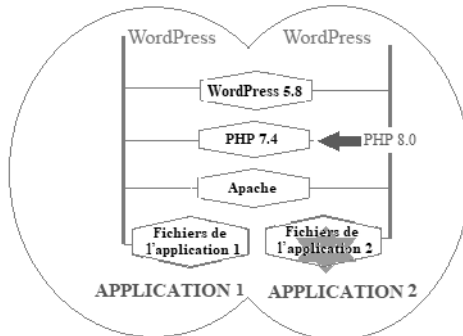 WordPress WordPress
WordPress 5.8
PHP 7.4 PHP 8.0
Apache
Fichiers de Fichiers de
l'application 1 l'application 2
APPLICATION 1 APPLICATION 2